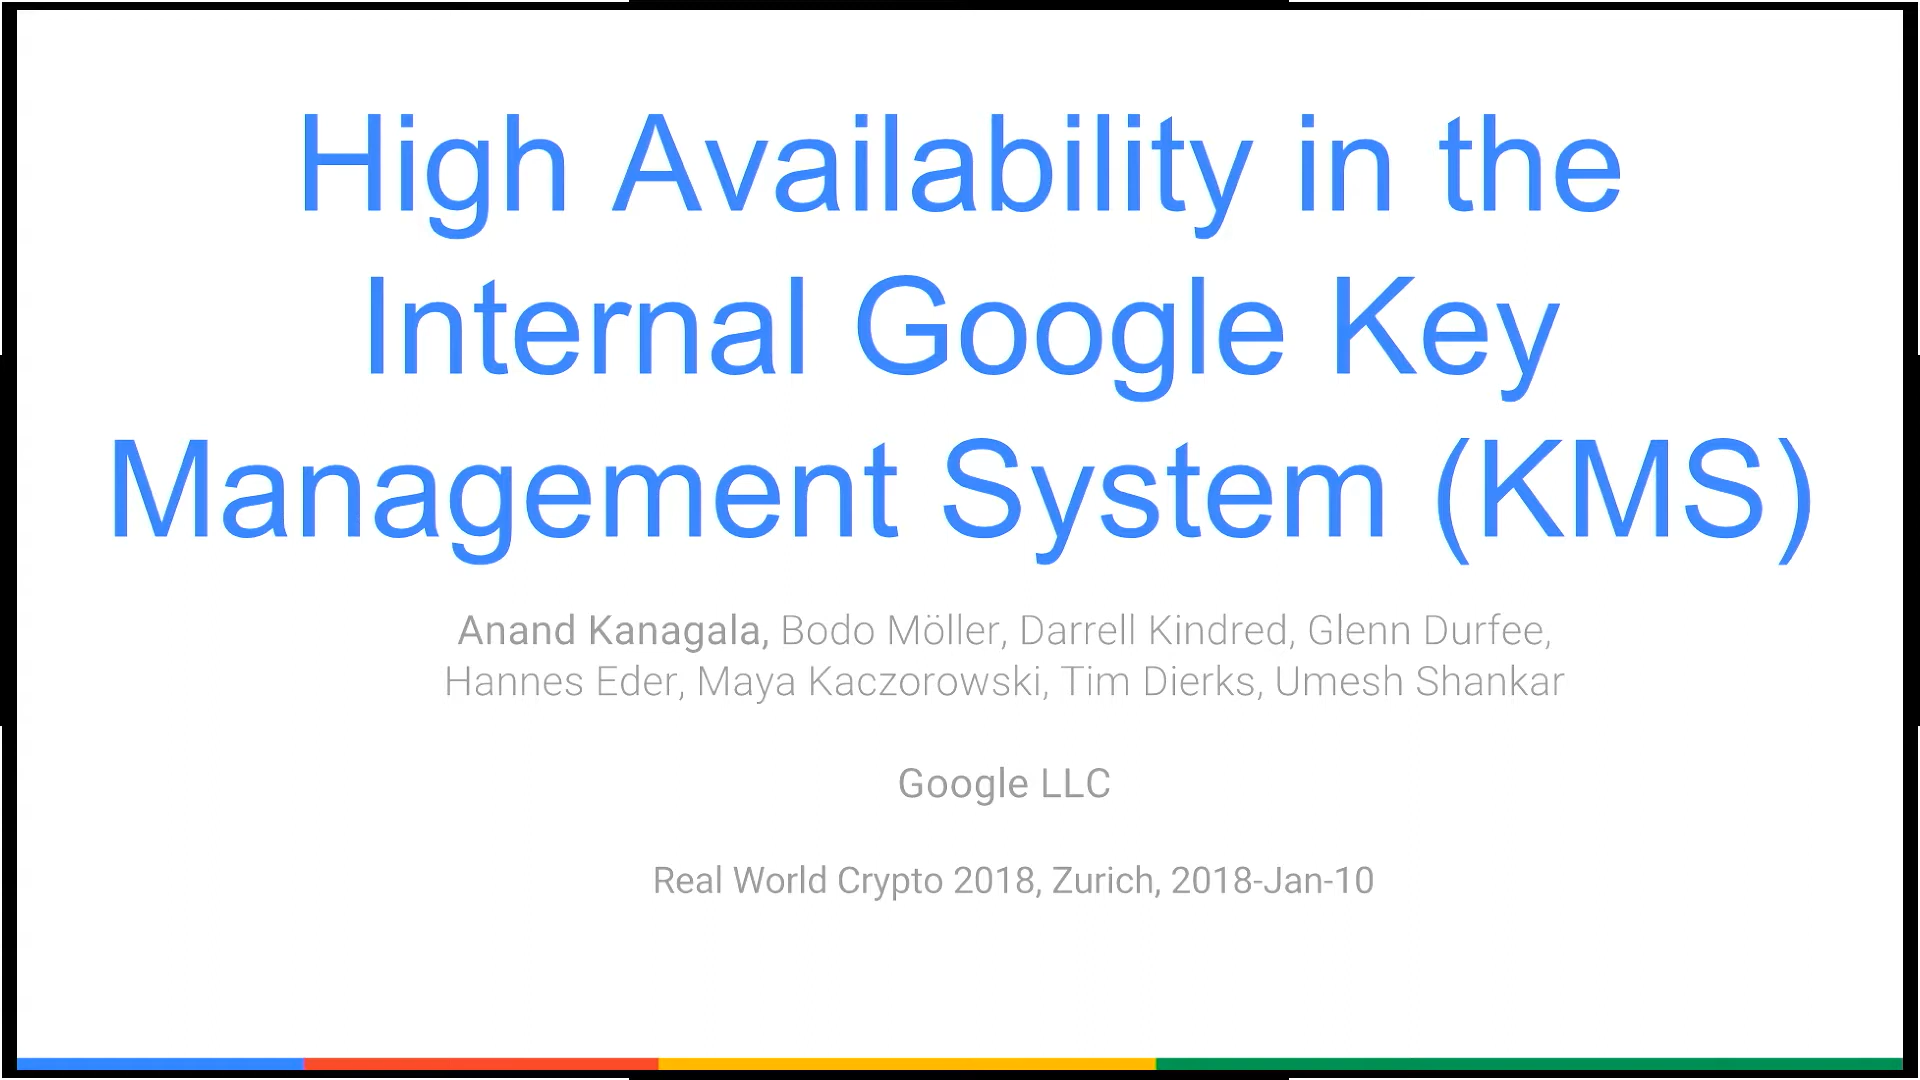 High Availability in the
Internal Google Key
Management System (KMS)
Anand Kanagala, Bodo Möller, Darrell Kindred, Glenn Durfee,
Hannes Eder, Maya Kaczorowski, Tim Dierks, Umesh Shankar
Google LLC
Real World Crypto 2018, Zurich, 2018-Jan-10